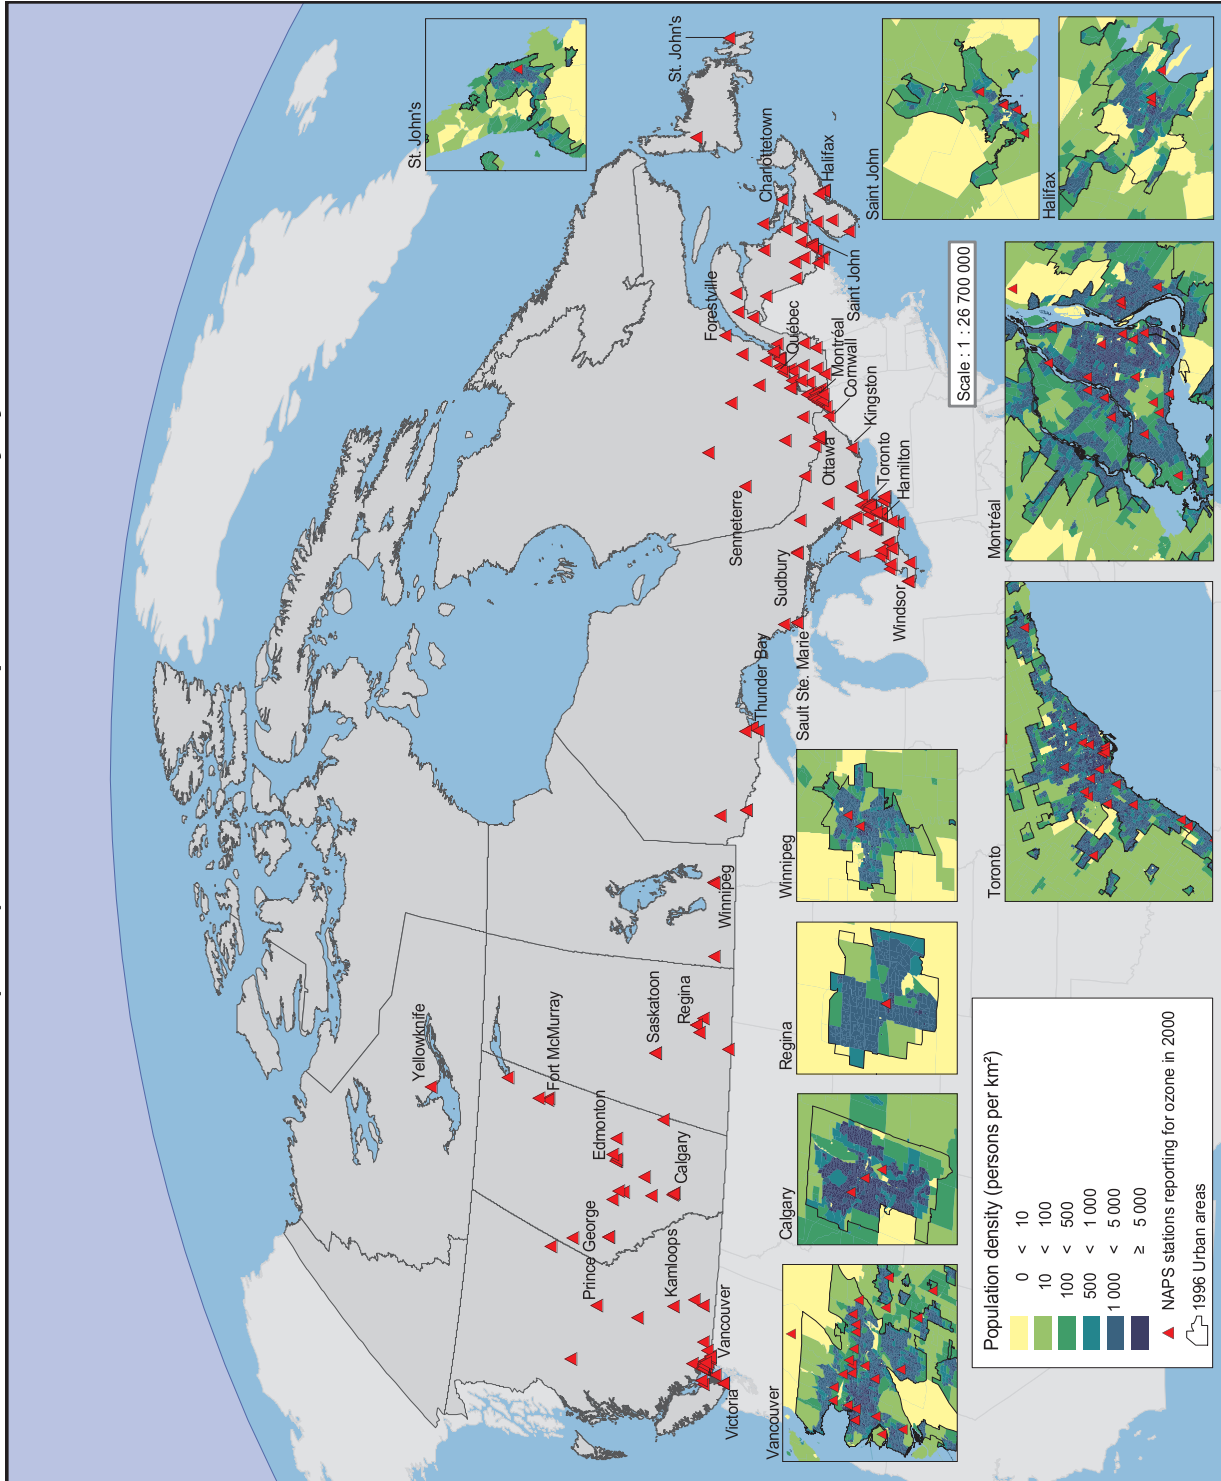 St. John's
St. John's
Charlottetown
Halifax
Saint John
Saint John
Halifax
Forestville
Québec
Montréal
Cornwall
Kingston
Ottawa
Toronto
Hamilton
Senneterre
Sudbury
Windsor
Sault Ste. Marie
Thunder Bay
Winnipeg
Yellowknife
Fort McMurray
Saskatoon
Regina
Edmonton
Calgary
Prince George
Kamloops
Vancouver
Victoria
Scale : 1 : 26 700 000
Vancouver
Calgary
Regina
Winnipeg
Toronto
Montréal
Population density (persons per km²)
0 < 10
10 < 100
100 < 500
500 < 1 000
1 000 < 5 000
≥ 5 000
NAPS stations reporting for ozone in 2000
1996 Urban areas